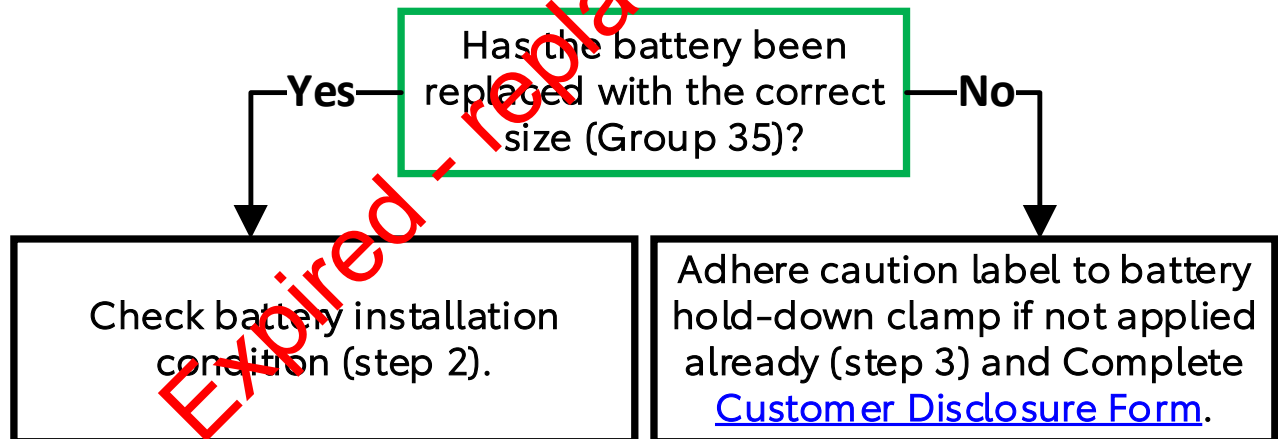 Has the battery been
replaced with the correct
size (Group 35)?
Yes
No
Check battery installation
condition (step 2).
Adhere caution label to battery
hold-down clamp if not applied
already (step 3) and Complete
Customer Disclosure Form.
Expired -